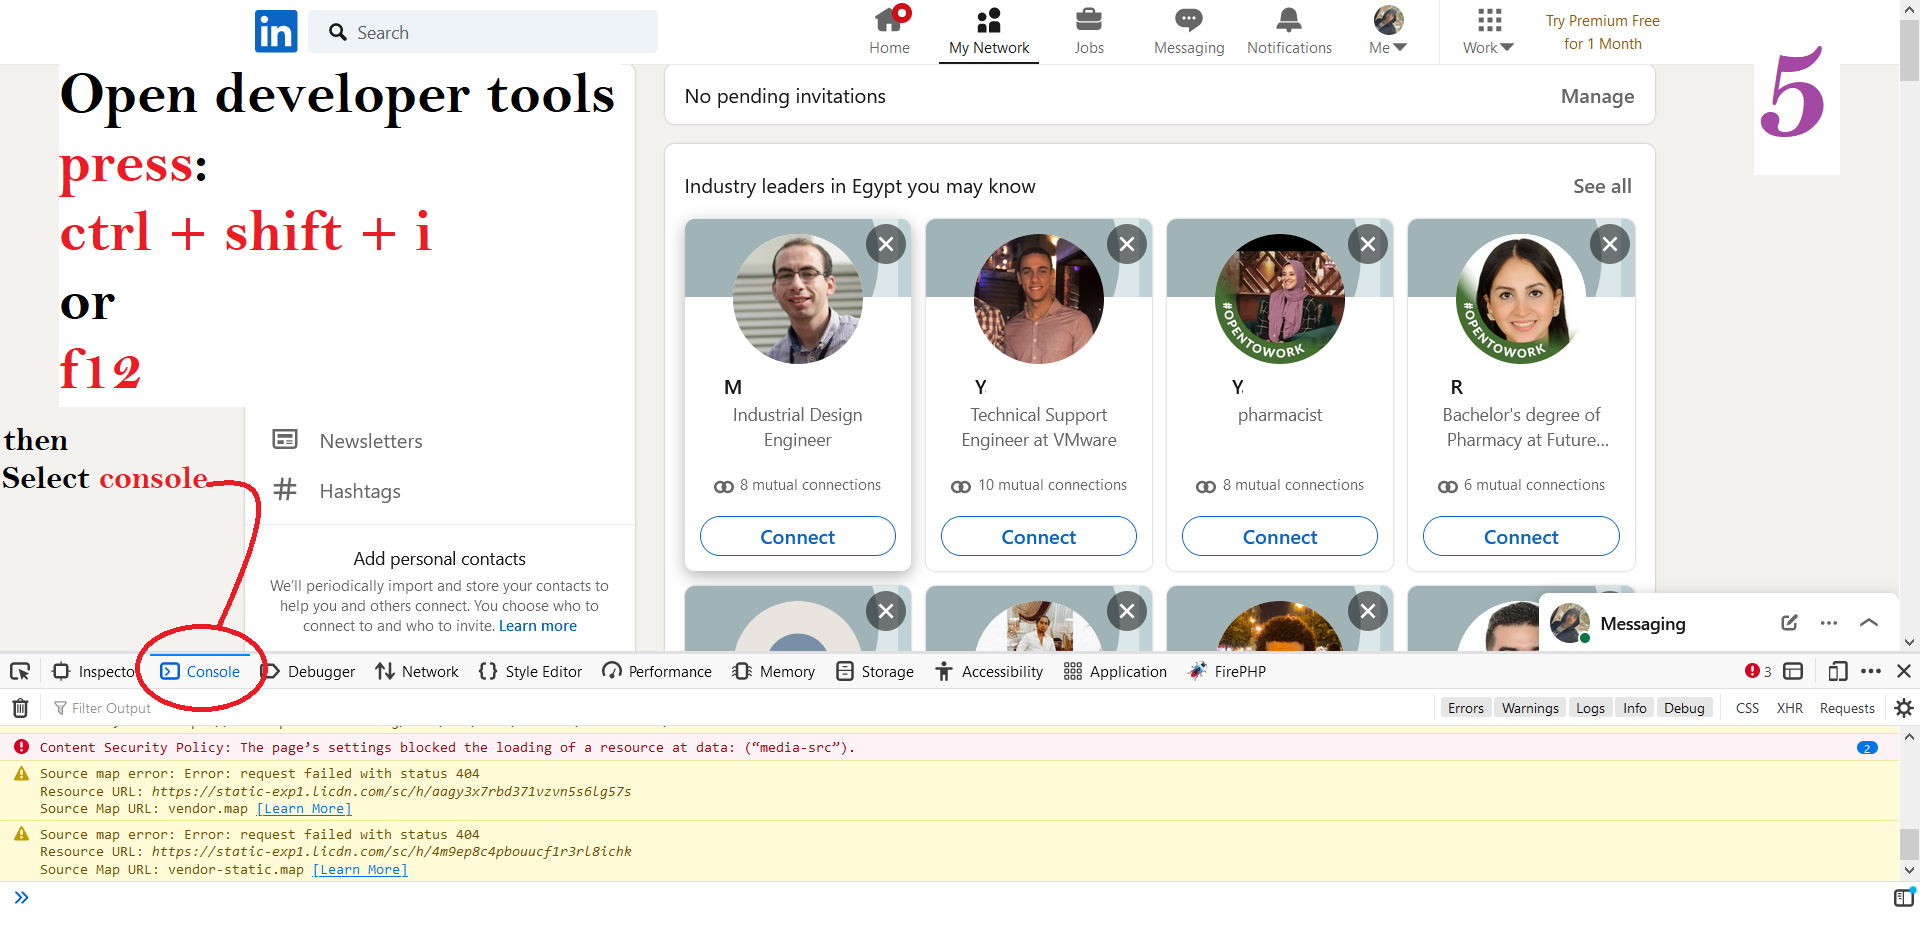 in
Search
Home
My Network
Jobs
Messaging
Notifications
Me
Work
Try Premium Free
for 1 Month
5
Open developer tools
press:
ctrl + shift + i
or
f12
then
Select console
Newsletters
Hashtags
Add personal contacts
We'll periodically import and store your contacts to
help you and others connect. You choose who to
connect to and who to invite. Learn more
No pending invitations
Manage
Industry leaders in Egypt you may know
See all
M
Industrial Design
Engineer
8 mutual connections
Connect
Y
Technical Support
Engineer at VMware
10 mutual connections
Connect
#OPENTOWORK
Y
pharmacist
8 mutual connections
Connect
#OPENTOWORK
R
Bachelor's degree of
Pharmacy at Future...
6 mutual connections
Connect
Messaging
Inspecto
Console
Debugger
Network
Style Editor
Performance
Memory
Storage
Accessibility
Application
FirePHP
3
Filter Output
Errors
Warnings
Logs
Info
Debug
CSS
XHR
Requests
Content Security Policy: The page’s settings blocked the loading of a resource at data: (“media-src”).
2
Source map error: Error: request failed with status 404
Resource URL: https://static-exp1.licdn.com/sc/h/aagy3x7rbd371vzvn5s6lg57s
Source Map URL: vendor.map [Learn More]
Source map error: Error: request failed with status 404
Resource URL: https://static-exp1.licdn.com/sc/h/4m9ep8c4pbouucf1r3rl8ichk
Source Map URL: vendor-static.map [Learn More]